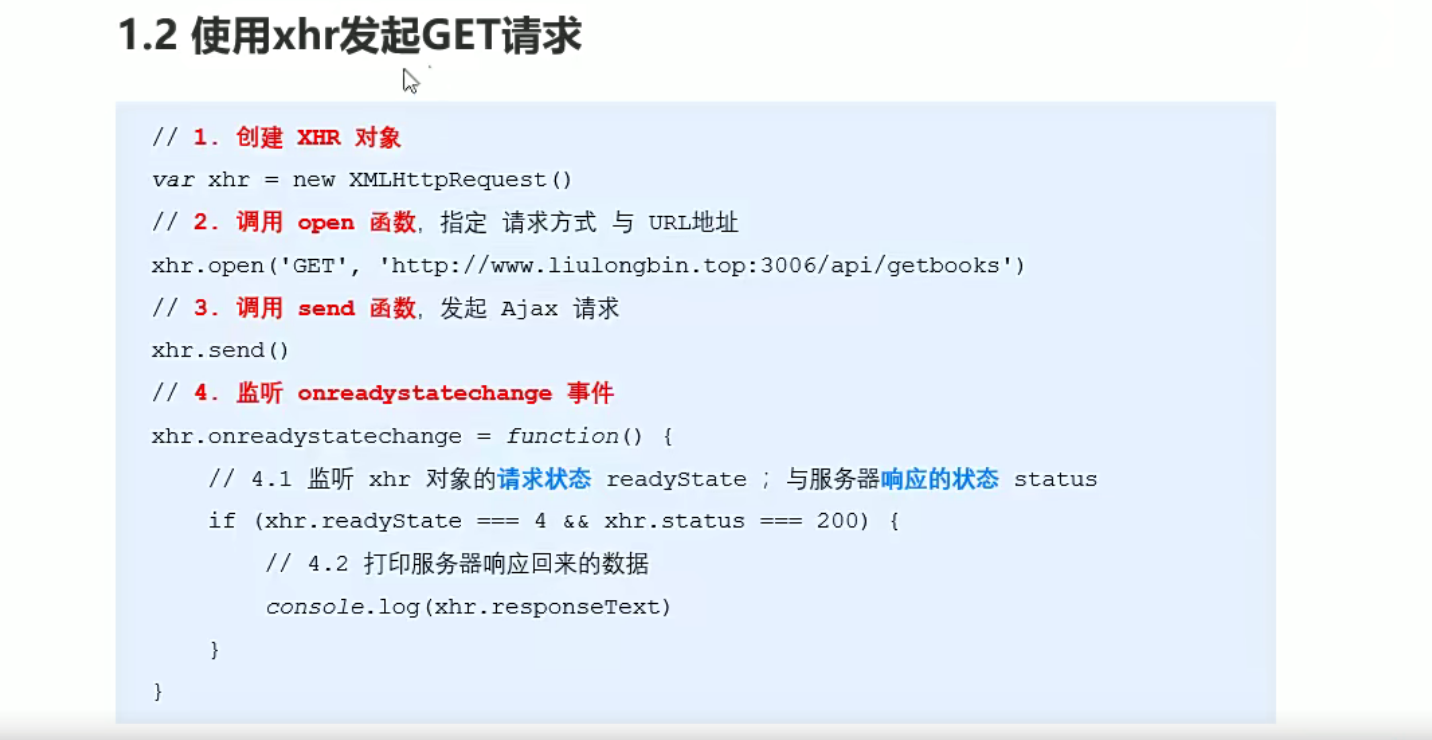 1.2 使用xhr发起GET请求
// 1. 创建 XHR 对象
var xhr = new XMLHttpRequest()
// 2. 调用 open 函数，指定 请求方式 与 URL地址
xhr.open('GET', 'http://www.liulongbin.top:3006/api/getbooks')
// 3. 调用 send 函数，发起 Ajax 请求
xhr.send()
// 4. 监听 onreadystatechange 事件
xhr.onreadystatechange = function() {
    // 4.1 监听 xhr 对象的请求状态 readyState ；与服务器响应的状态 status
    if (xhr.readyState === 4 && xhr.status === 200) {
        // 4.2 打印服务器响应回来的数据
        console.log(xhr.responseText)
    }
}